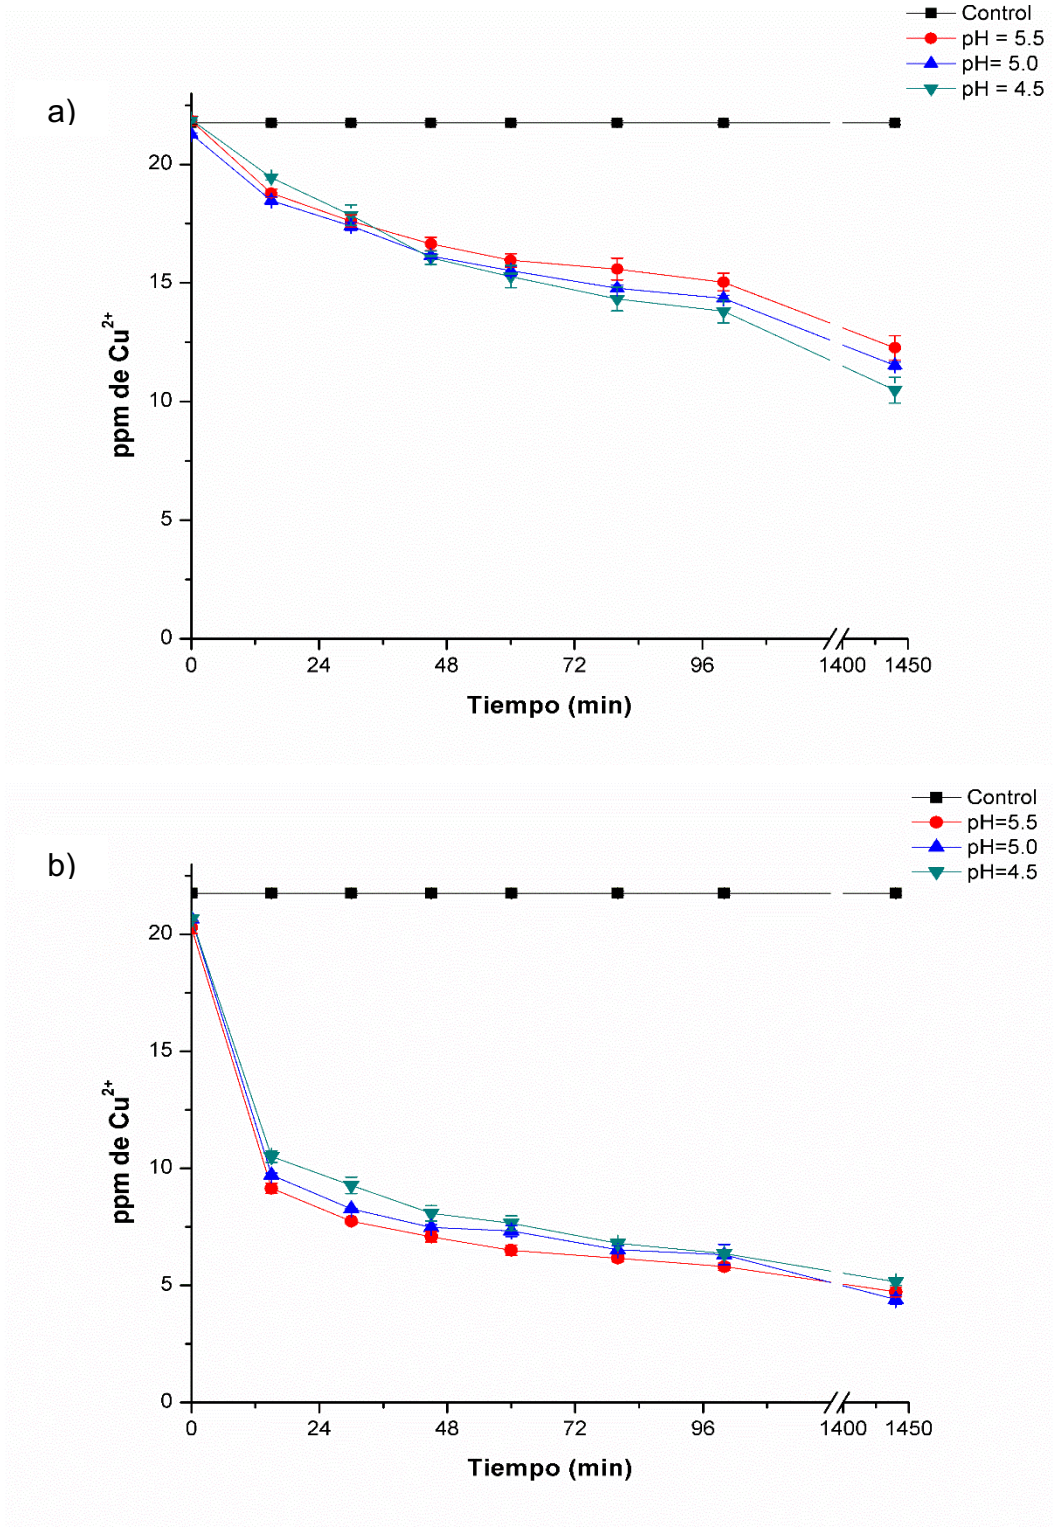 Control
pH = 5.5
pH= 5.0
pH = 4.5
a)
20
15
10
5
0
ppm de Cu²⁺
0 24 48 72 96 1400 1450
Tiempo (min)
Control
pH=5.5
pH=5.0
pH=4.5
b)
20
15
10
5
0
ppm de Cu²⁺
0 24 48 72 96 1400 1450
Tiempo (min)